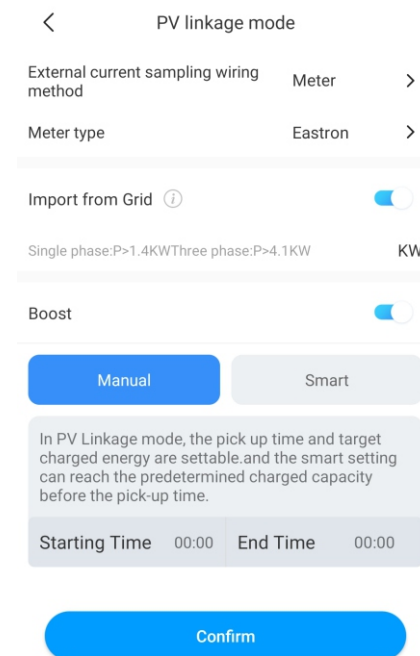 PV linkage mode
External current sampling wiring Meter
method
Meter type Eastron
Import from Grid
Single phase:P>1.4KWThree phase:P>4.1KW KW
Boost
Manual Smart
In PV Linkage mode, the pick up time and target
charged energy are settable.and the smart setting
can reach the predetermined charged capacity
before the pick-up time.
Starting Time 00:00 End Time 00:00
Confirm